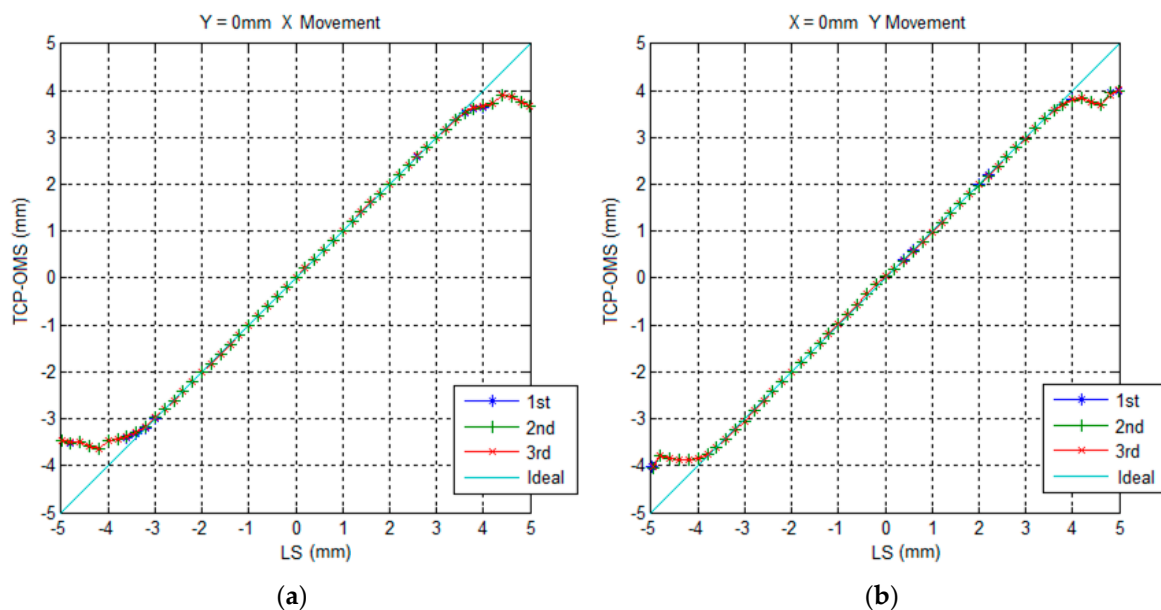 Y = 0mm X Movement
5
4
3
2
1
0
-1
-2
-3
-4
-5
TCP-OMS (mm)
-5 -4 -3 -2 -1 0 1 2 3 4 5
LS (mm)
1st
2nd
3rd
Ideal
(a)
X = 0mm Y Movement
5
4
3
2
1
0
-1
-2
-3
-4
-5
TCP-OMS (mm)
-5 -4 -3 -2 -1 0 1 2 3 4 5
LS (mm)
1st
2nd
3rd
Ideal
(b)